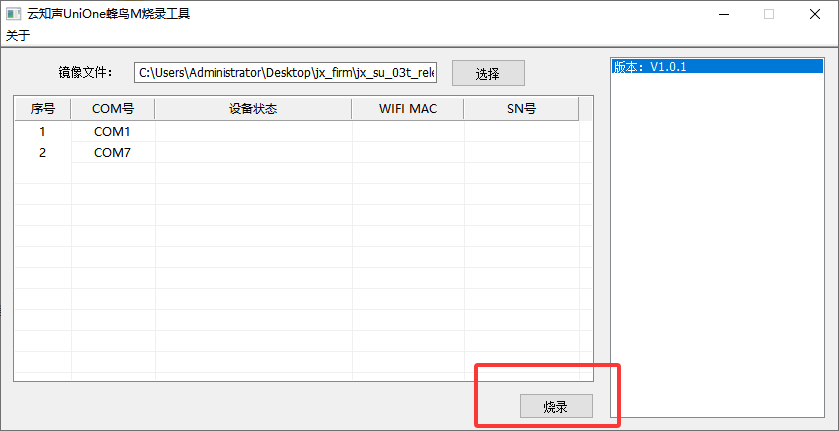 云知声UniOne蜂鸟M烧录工具
关于
镜像文件： C:\Users\Administrator\Desktop\jx_firm\jx_su_03t_rele 选择
版本：V1.0.1
序号 COM号 设备状态 WIFI MAC SN号
1 COM1
2 COM7
烧录